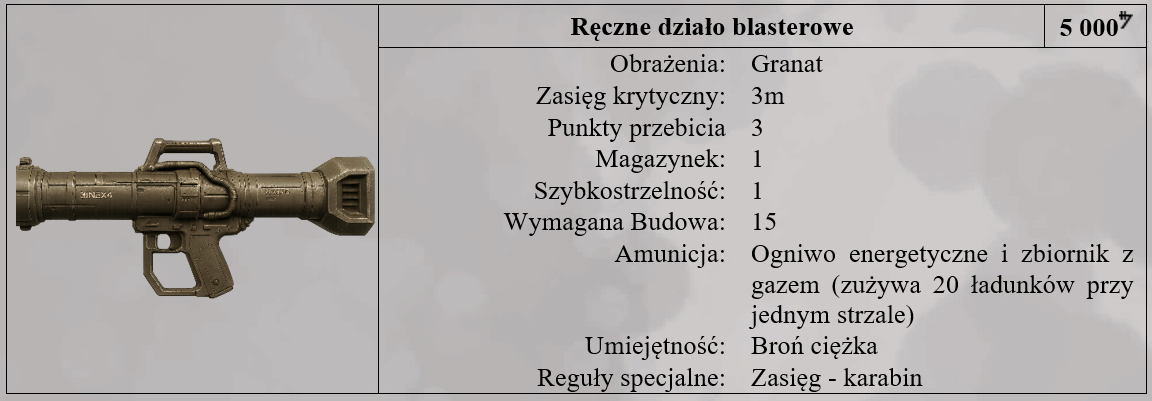 Ręczne działo blasterowe 5 000
Obrażenia: Granat
Zasięg krytyczny: 3m
Punkty przebicia 3
Magazynek: 1
Szybkostrzelność: 1
Wymagana Budowa: 15
Amunicja: Ogniwo energetyczne i zbiornik z
gazem (zużywa 20 ładunków przy
jednym strzale)
Umiejętność: Broń ciężka
Reguły specjalne: Zasięg - karabin